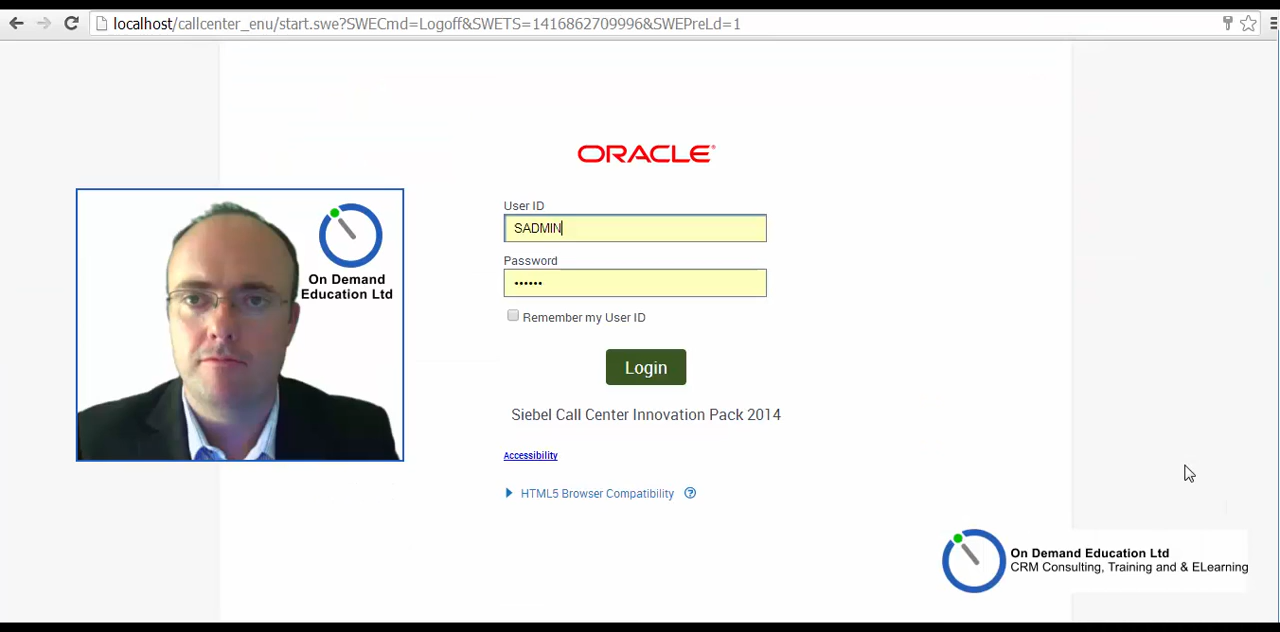 localhost/callcenter_enu/start.swe?SWECmd=Logoff&SWETS=1416862709996&SWEPreLd=1
ORACLE
User ID
SADMIN
Password
••••••
Remember my User ID
Login
Siebel Call Center Innovation Pack 2014
Accessibility
HTML5 Browser Compatibility ?
On Demand
Education Ltd
On Demand Education Ltd
CRM Consulting, Training and & ELearning